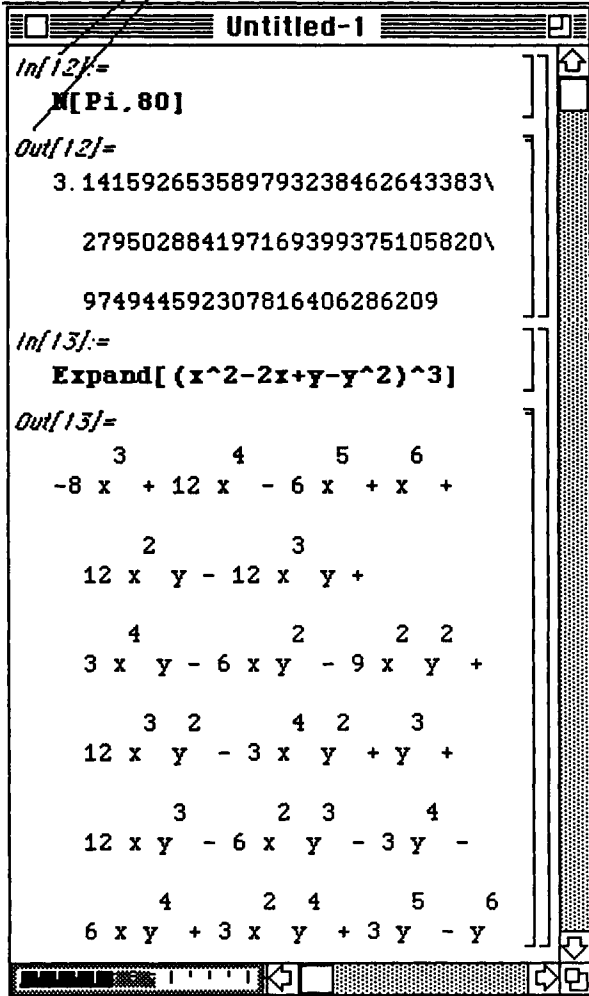 Untitled-1
In[12]:=
N[Pi,80]
Out[12]=
3.141592653589793238462643383\
279502884197169399375105820\
974944592307816406286209
In[13]:=
Expand[(x^2-2x+y-y^2)^3]
Out[13]=
3 4 5 6
-8 x + 12 x - 6 x + x +
2 3
12 x y - 12 x y +
4 2 2 2
3 x y - 6 x y - 9 x y +
3 2 4 2 3
12 x y - 3 x y + y +
3 2 3 4
12 x y - 6 x y - 3 y -
4 2 4 5 6
6 x y + 3 x y + 3 y - y